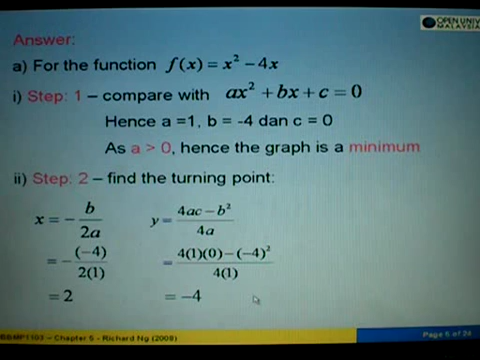 OPEN UNIV
MALAYSIA
Answer:
a) For the function f(x) = x² − 4x
i) Step: 1 – compare with ax² + bx + c = 0
Hence a =1, b = -4 dan c = 0
As a > 0, hence the graph is a minimum
ii) Step: 2 – find the turning point:
x = − b/2a    y = (4ac − b²)/4a
= − (−4)/2(1)    = (4(1)(0) − (−4)²)/4(1)
= 2    = −4
BBMP1103 – Chapter 5 - Richard Ng (2009)
Page 6 of 24